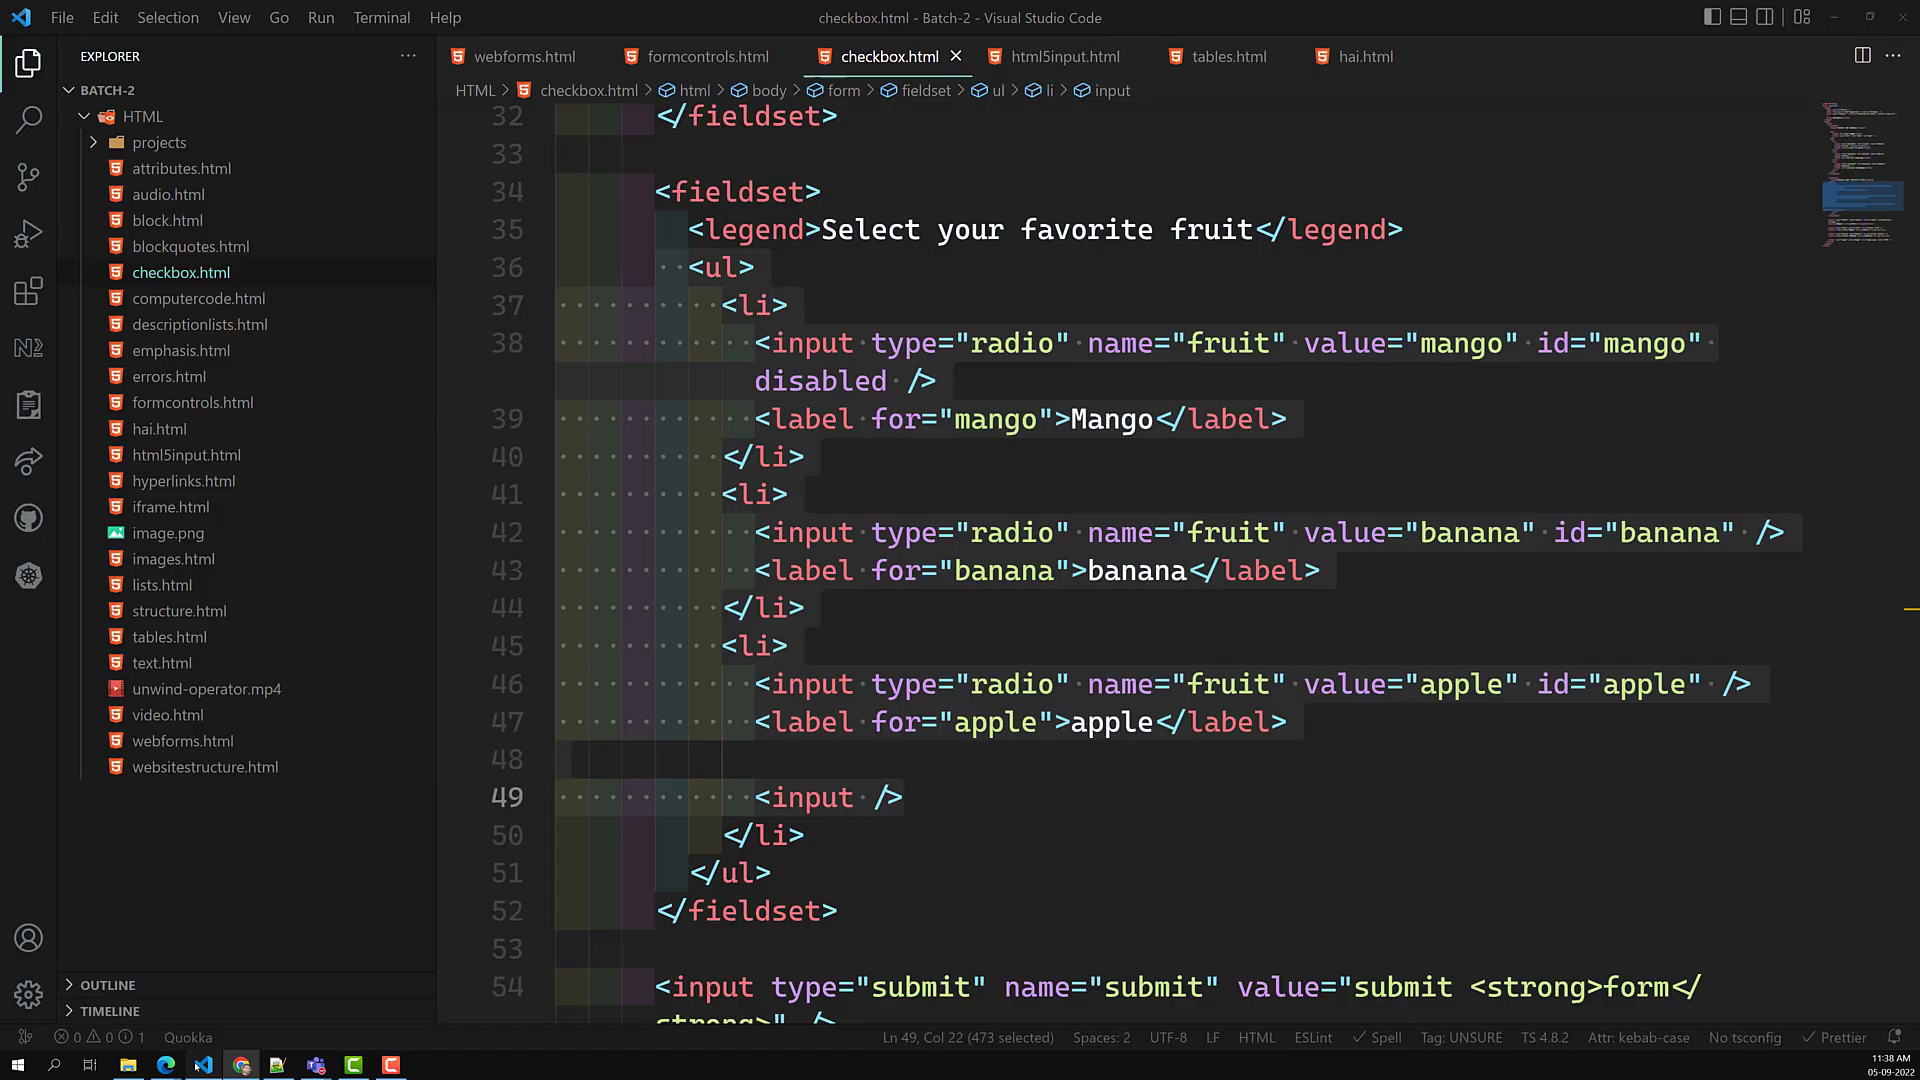 File Edit Selection View Go Run Terminal Help
checkbox.html - Batch-2 - Visual Studio Code
EXPLORER
BATCH-2
HTML
projects
attributes.html
audio.html
block.html
blockquotes.html
checkbox.html
computercode.html
descriptionlists.html
emphasis.html
errors.html
formcontrols.html
hai.html
html5input.html
hyperlinks.html
iframe.html
image.png
images.html
lists.html
structure.html
tables.html
text.html
unwind-operator.mp4
video.html
webforms.html
websitestructure.html
OUTLINE
TIMELINE
webforms.html formcontrols.html checkbox.html html5input.html tables.html hai.html
HTML > checkbox.html > html > body > form > fieldset > ul > li > input
32 </fieldset>
33
34 <fieldset>
35 <legend>Select your favorite fruit</legend>
36 <ul>
37 <li>
38 <input type="radio" name="fruit" value="mango" id="mango"
disabled />
39 <label for="mango">Mango</label>
40 </li>
41 <li>
42 <input type="radio" name="fruit" value="banana" id="banana" />
43 <label for="banana">banana</label>
44 </li>
45 <li>
46 <input type="radio" name="fruit" value="apple" id="apple" />
47 <label for="apple">apple</label>
48
49 <input />
50 </li>
51 </ul>
52 </fieldset>
53
54 <input type="submit" name="submit" value="submit <strong>form</
strong>" />
0 0 1 Quokka Ln 49, Col 22 (473 selected) Spaces: 2 UTF-8 LF HTML ESLint Spell Tag: UNSURE TS 4.8.2 Attr: kebab-case No tsconfig Prettier
11:38 AM
05-09-2022